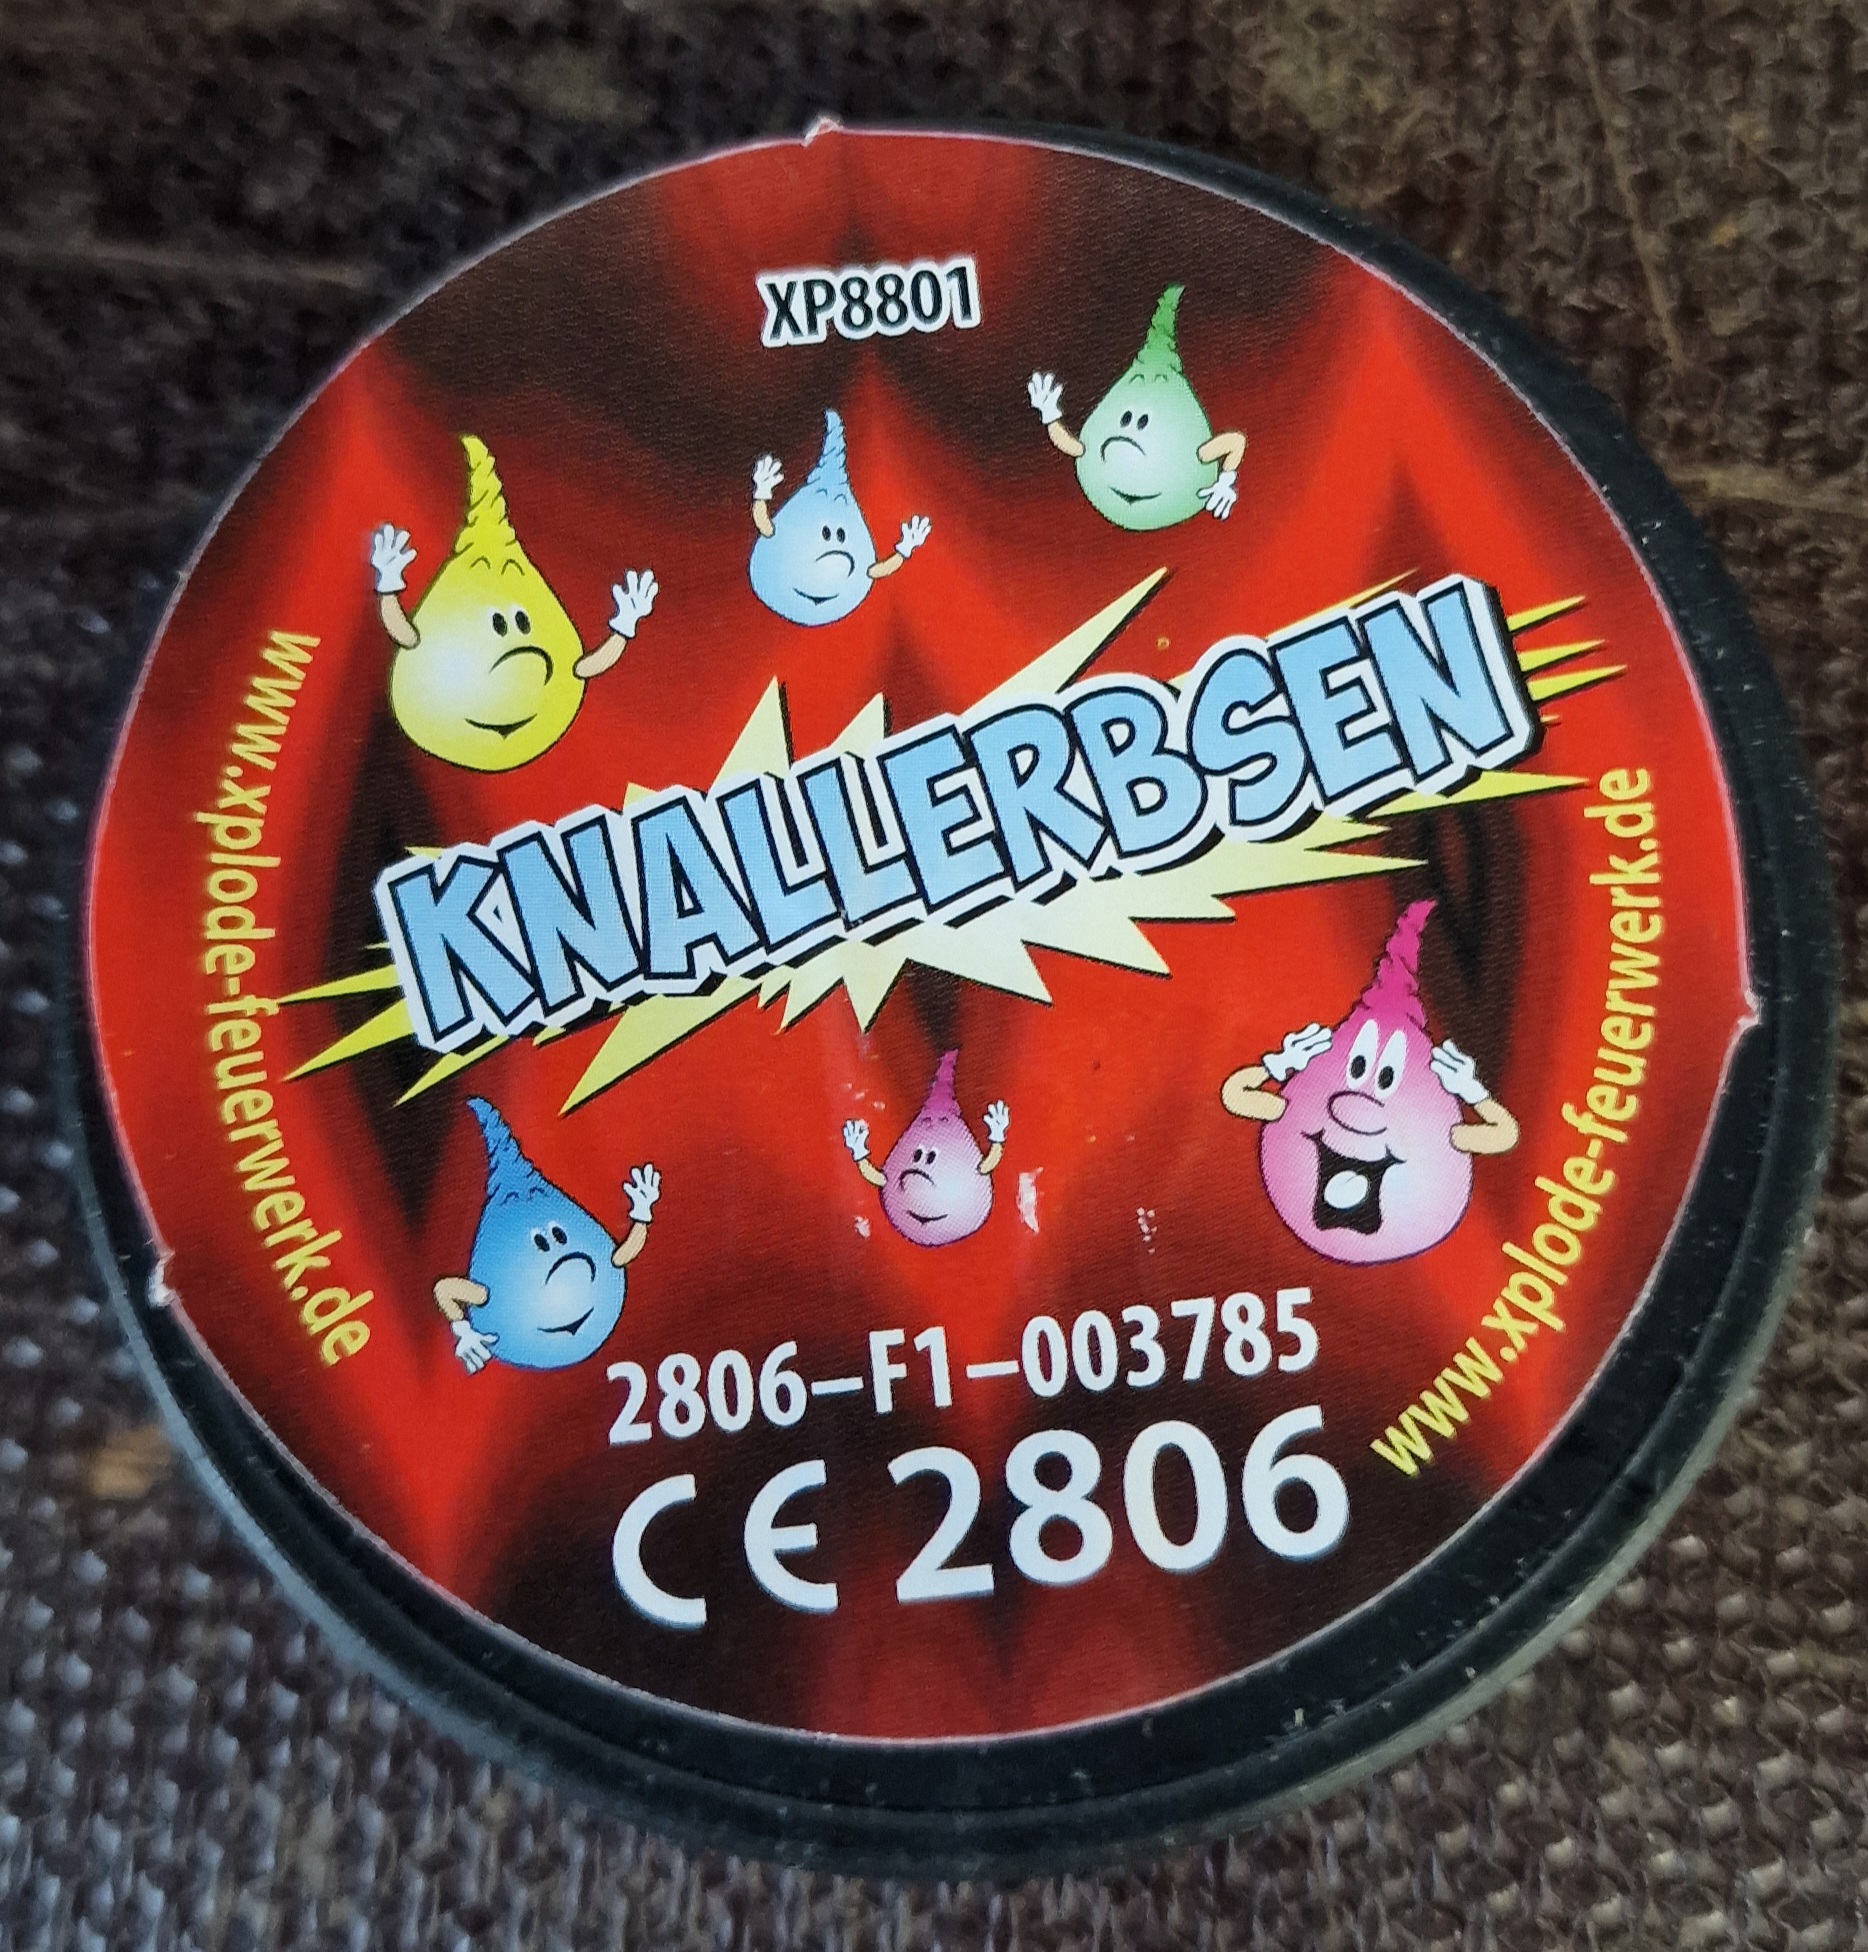 XP8801
KNALLERBSEN
www.xplode-feuerwerk.de
www.xplode-feuerwerk.de
2806-F1-003785
CE 2806